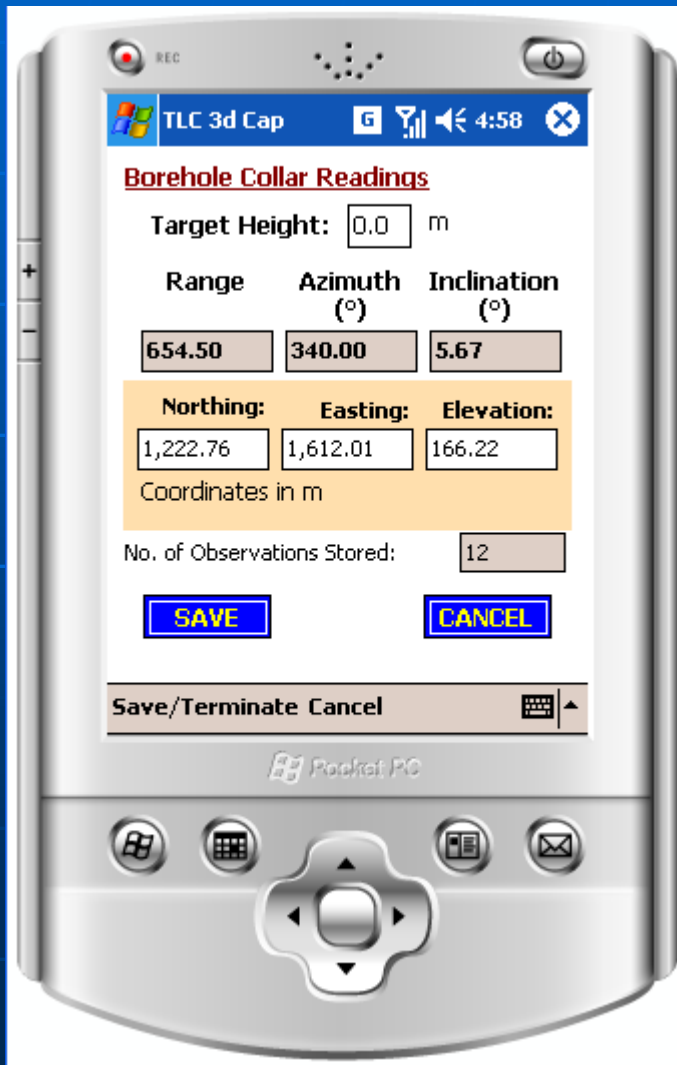 REC
TLC 3d Cap G 4:58
Borehole Collar Readings
Target Height: 0.0 m
Range Azimuth (°) Inclination (°)
654.50 340.00 5.67
Northing: Easting: Elevation:
1,222.76 1,612.01 166.22
Coordinates in m
No. of Observations Stored: 12
SAVE CANCEL
Save/Terminate Cancel
Pocket PC
+
−